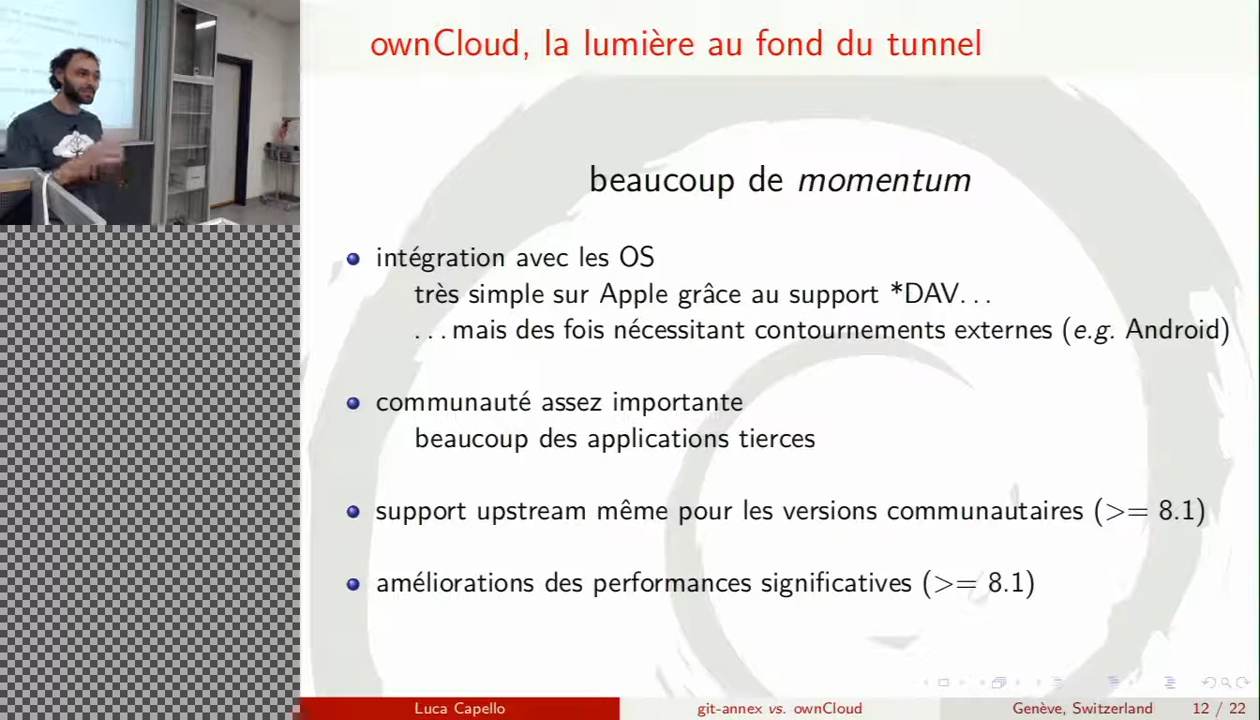 ownCloud, la lumière au fond du tunnel
beaucoup de momentum
intégration avec les OS
très simple sur Apple grâce au support *DAV...
...mais des fois nécessitant contournements externes (e.g. Android)
communauté assez importante
beaucoup des applications tierces
support upstream même pour les versions communautaires (>= 8.1)
améliorations des performances significatives (>= 8.1)
Luca Capello git-annex vs. ownCloud Genève, Switzerland 12 / 22